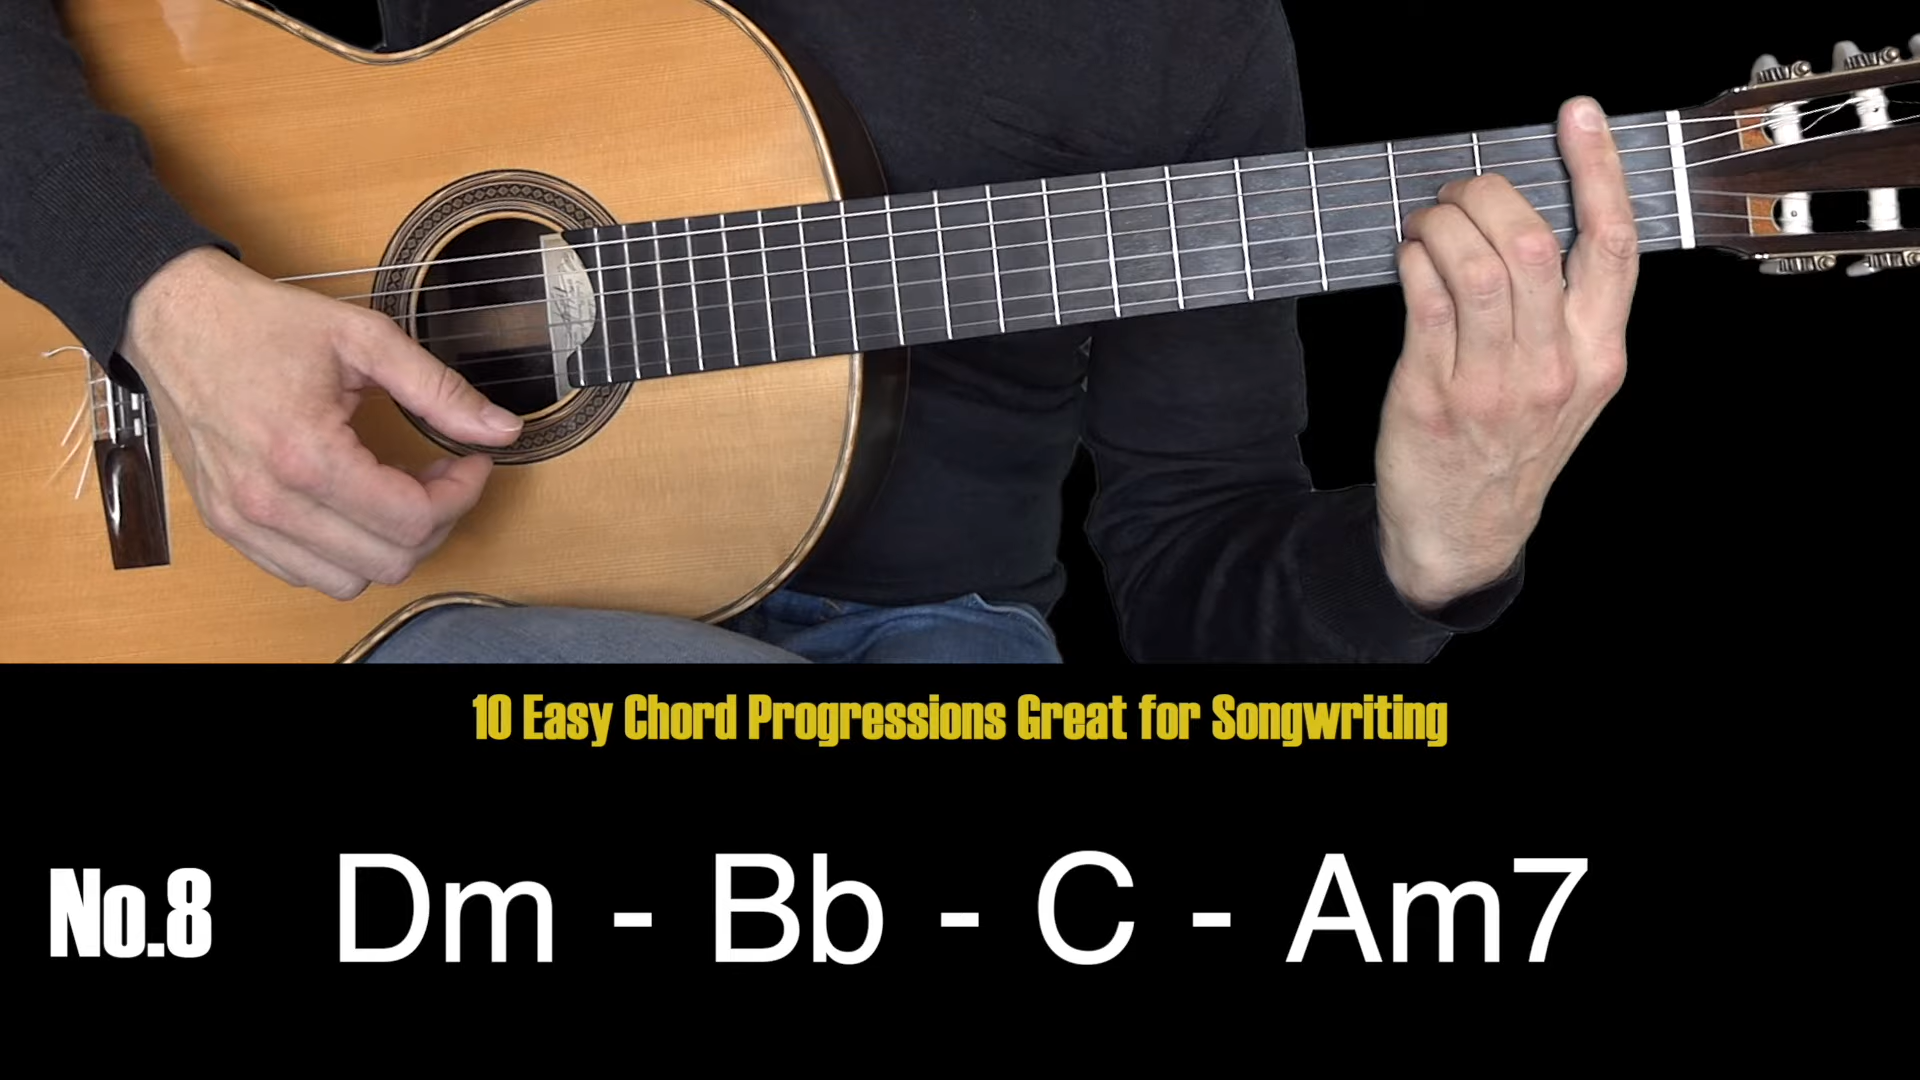 10 Easy Chord Progressions Great for Songwriting
No.8 Dm - Bb - C - Am7